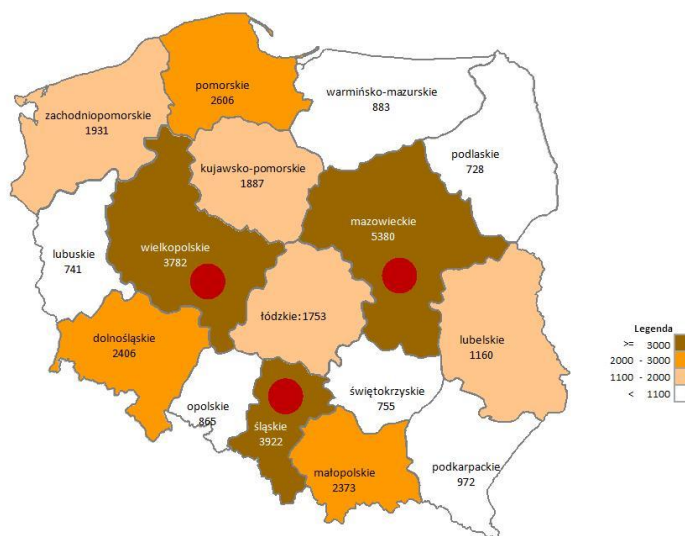 pomorskie
2606
warmińsko-mazurskie
883
zachodniopomorskie
1931
podlaskie
728
kujawsko-pomorskie
1887
mazowieckie
5380
wielkopolskie
3782
lubuskie
741
łódzkie:1753
dolnośląskie
2406
lubelskie
1160
Legenda
>= 3000
2000 - 3000
1100 - 2000
< 1100
świętokrzyskie
755
opolskie
865
śląskie
3922
małopolskie
2373
podkarpackie
972